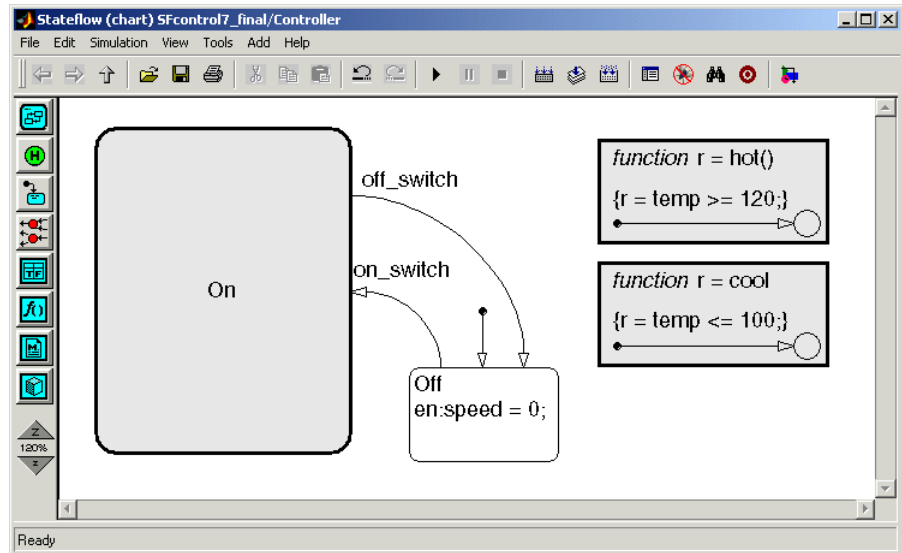 Stateflow (chart) SFcontrol7_final/Controller
File Edit Simulation View Tools Add Help
H
TF
f()
M
Z
120%
z
On
off_switch
on_switch
Off
en:speed = 0;
function r = hot()
{r = temp >= 120;}
function r = cool
{r = temp <= 100;}
Ready